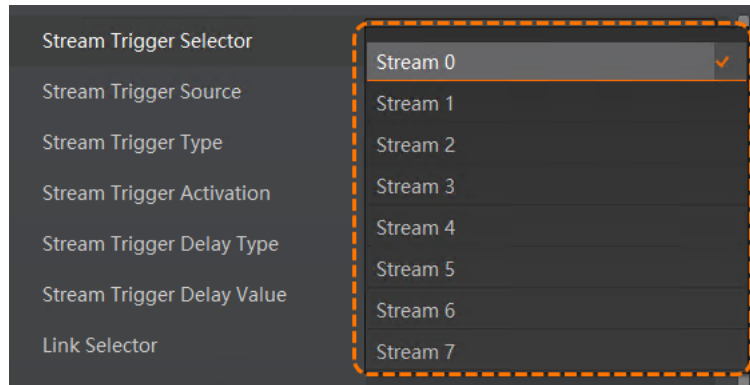 Stream Trigger Selector
Stream Trigger Source
Stream Trigger Type
Stream Trigger Activation
Stream Trigger Delay Type
Stream Trigger Delay Value
Link Selector
Stream 0
Stream 1
Stream 2
Stream 3
Stream 4
Stream 5
Stream 6
Stream 7